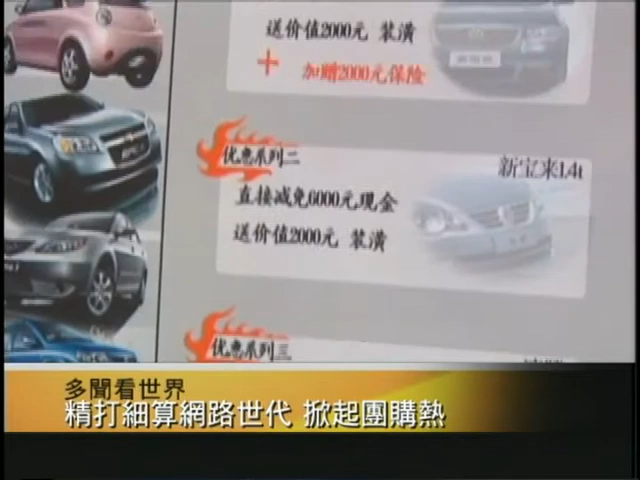 送价值2000元 装潢
+ 加赠2000元保险
优惠系列二
新宝来1.4t
直接减免6000元现金
送价值2000元 装潢
优惠系列三
多聞看世界
精打細算網路世代 掀起團購熱